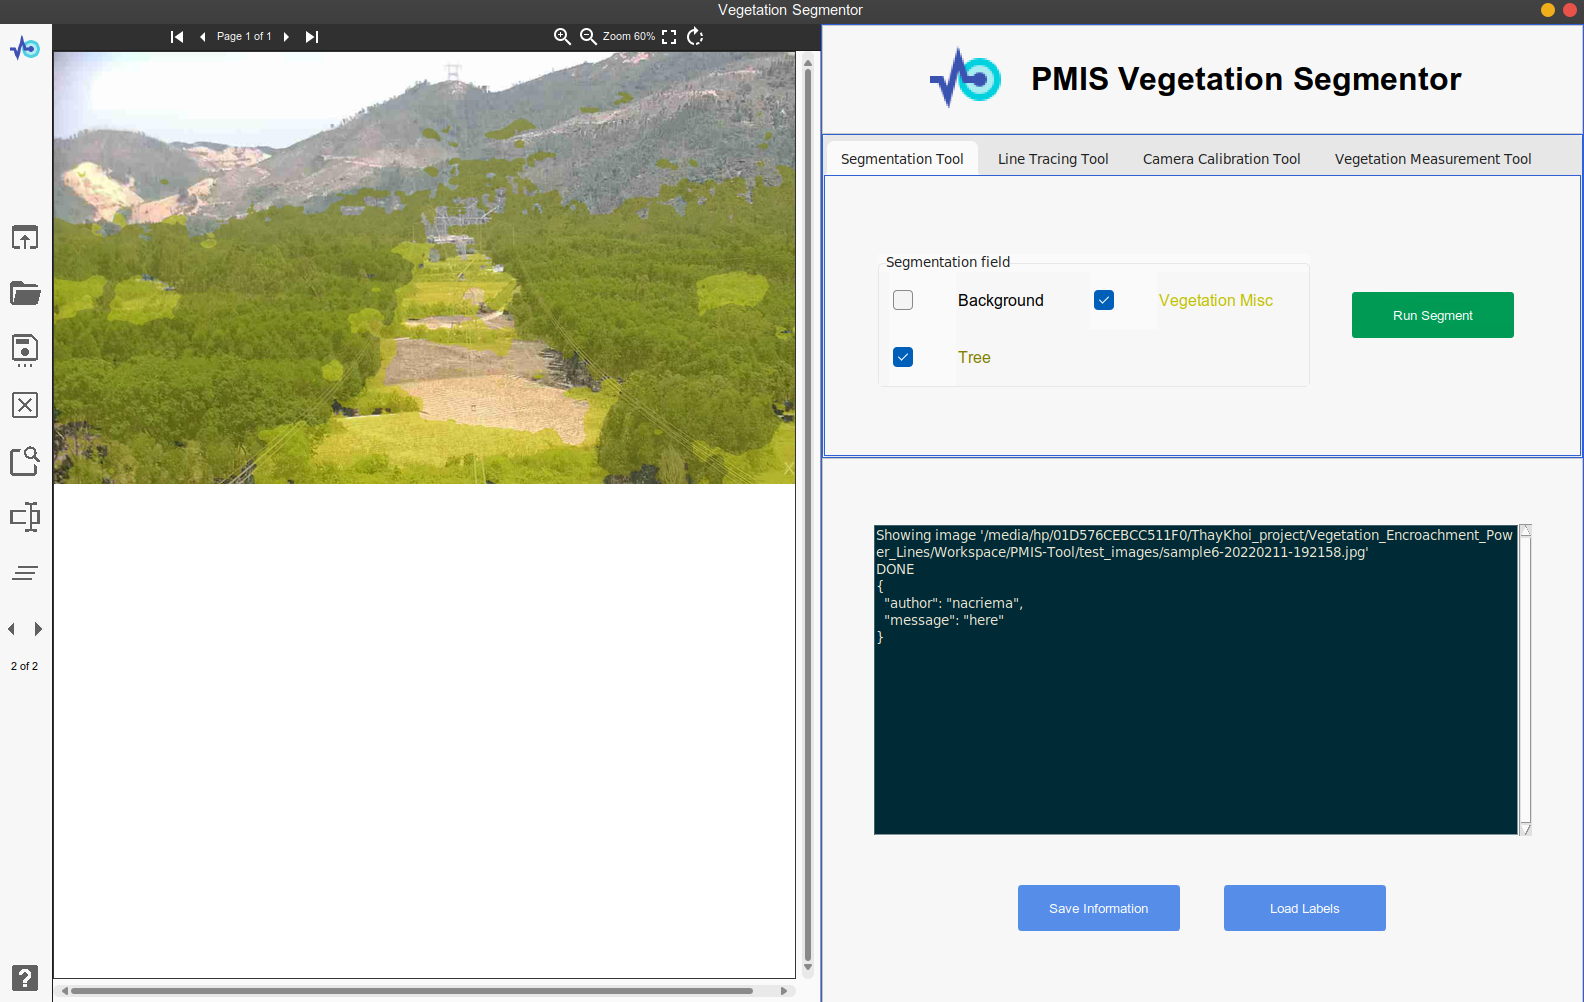 Vegetation Segmentor
Page 1 of 1
Zoom 60%
PMIS Vegetation Segmentor
Segmentation Tool
Line Tracing Tool
Camera Calibration Tool
Vegetation Measurement Tool
Segmentation field
Background
Vegetation Misc
Tree
Run Segment
2 of 2
Showing image '/media/hp/01D576CEBCC511F0/ThayKhoi_project/Vegetation_Encroachment_Pow
er_Lines/Workspace/PMIS-Tool/test_images/sample6-20220211-192158.jpg'
DONE
{
"author": "nacriema",
"message": "here"
}
Save Information
Load Labels